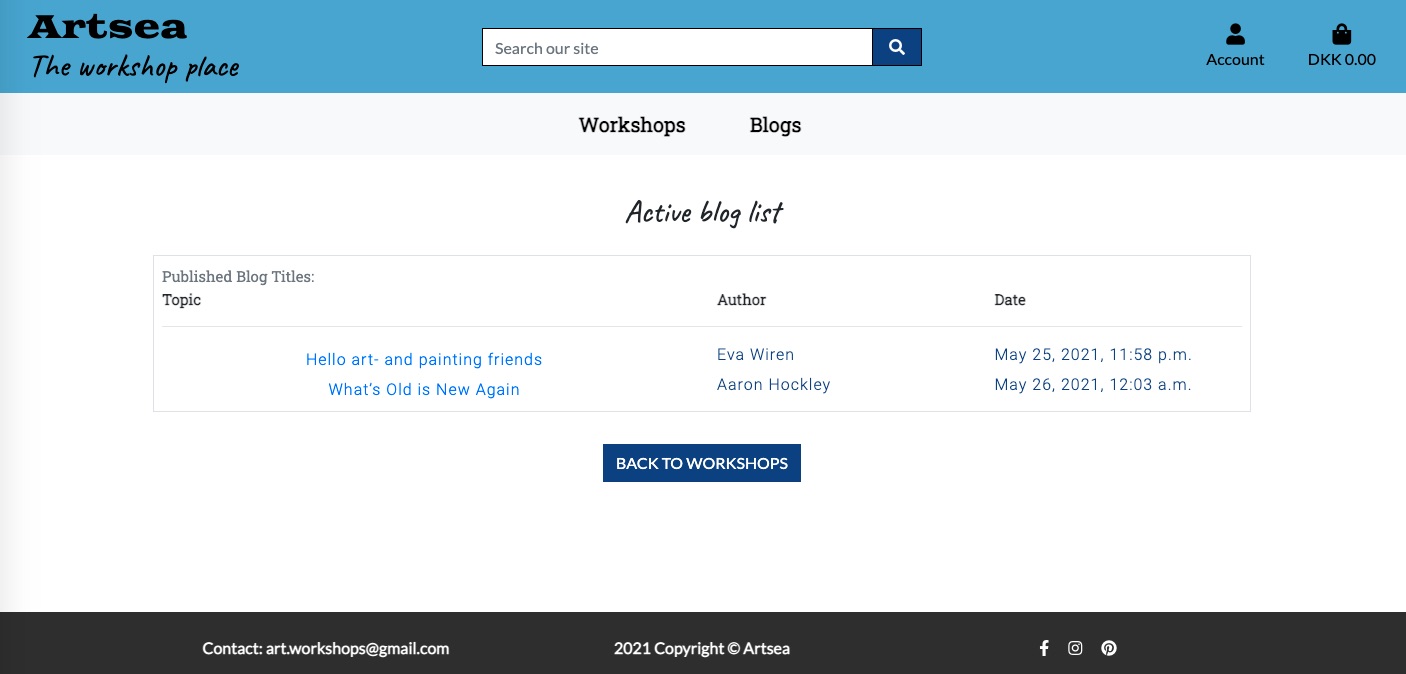 Artsea
The workshop place
Search our site
Account
DKK 0.00
Workshops
Blogs
Active blog list
Published Blog Titles:
Topic Author Date
Hello art- and painting friends Eva Wiren May 25, 2021, 11:58 p.m.
What's Old is New Again Aaron Hockley May 26, 2021, 12:03 a.m.
BACK TO WORKSHOPS
Contact: art.workshops@gmail.com 2021 Copyright © Artsea